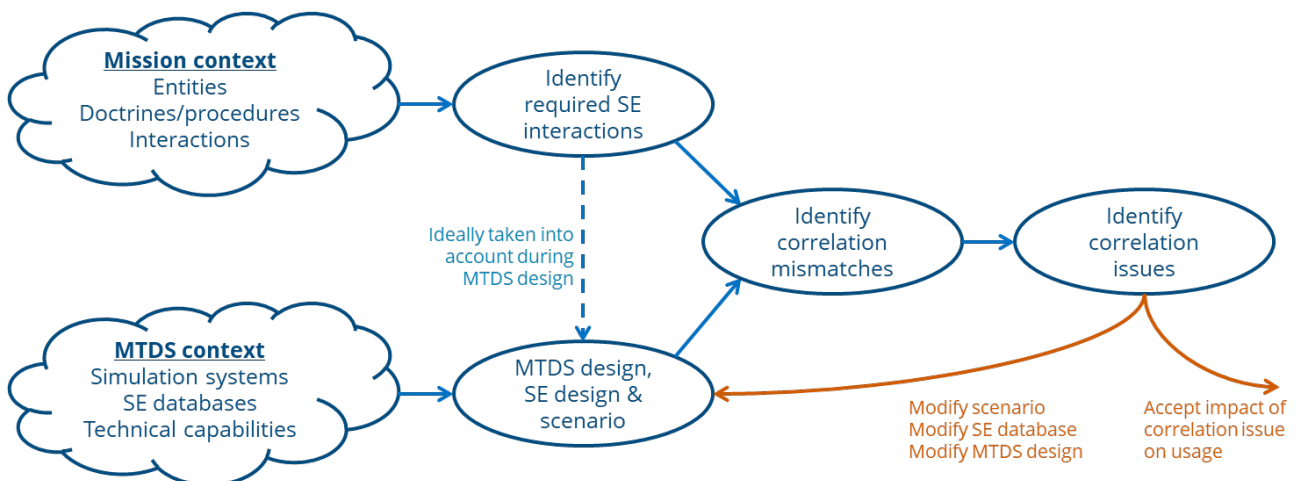 Mission context
Entities
Doctrines/procedures
Interactions
Identify
required SE
interactions
Ideally taken into
account during
MTDS design
Identify
correlation
mismatches
Identify
correlation
issues
MTDS context
Simulation systems
SE databases
Technical capabilities
MTDS design,
SE design &
scenario
Modify scenario
Modify SE database
Modify MTDS design
Accept impact of
correlation issue
on usage